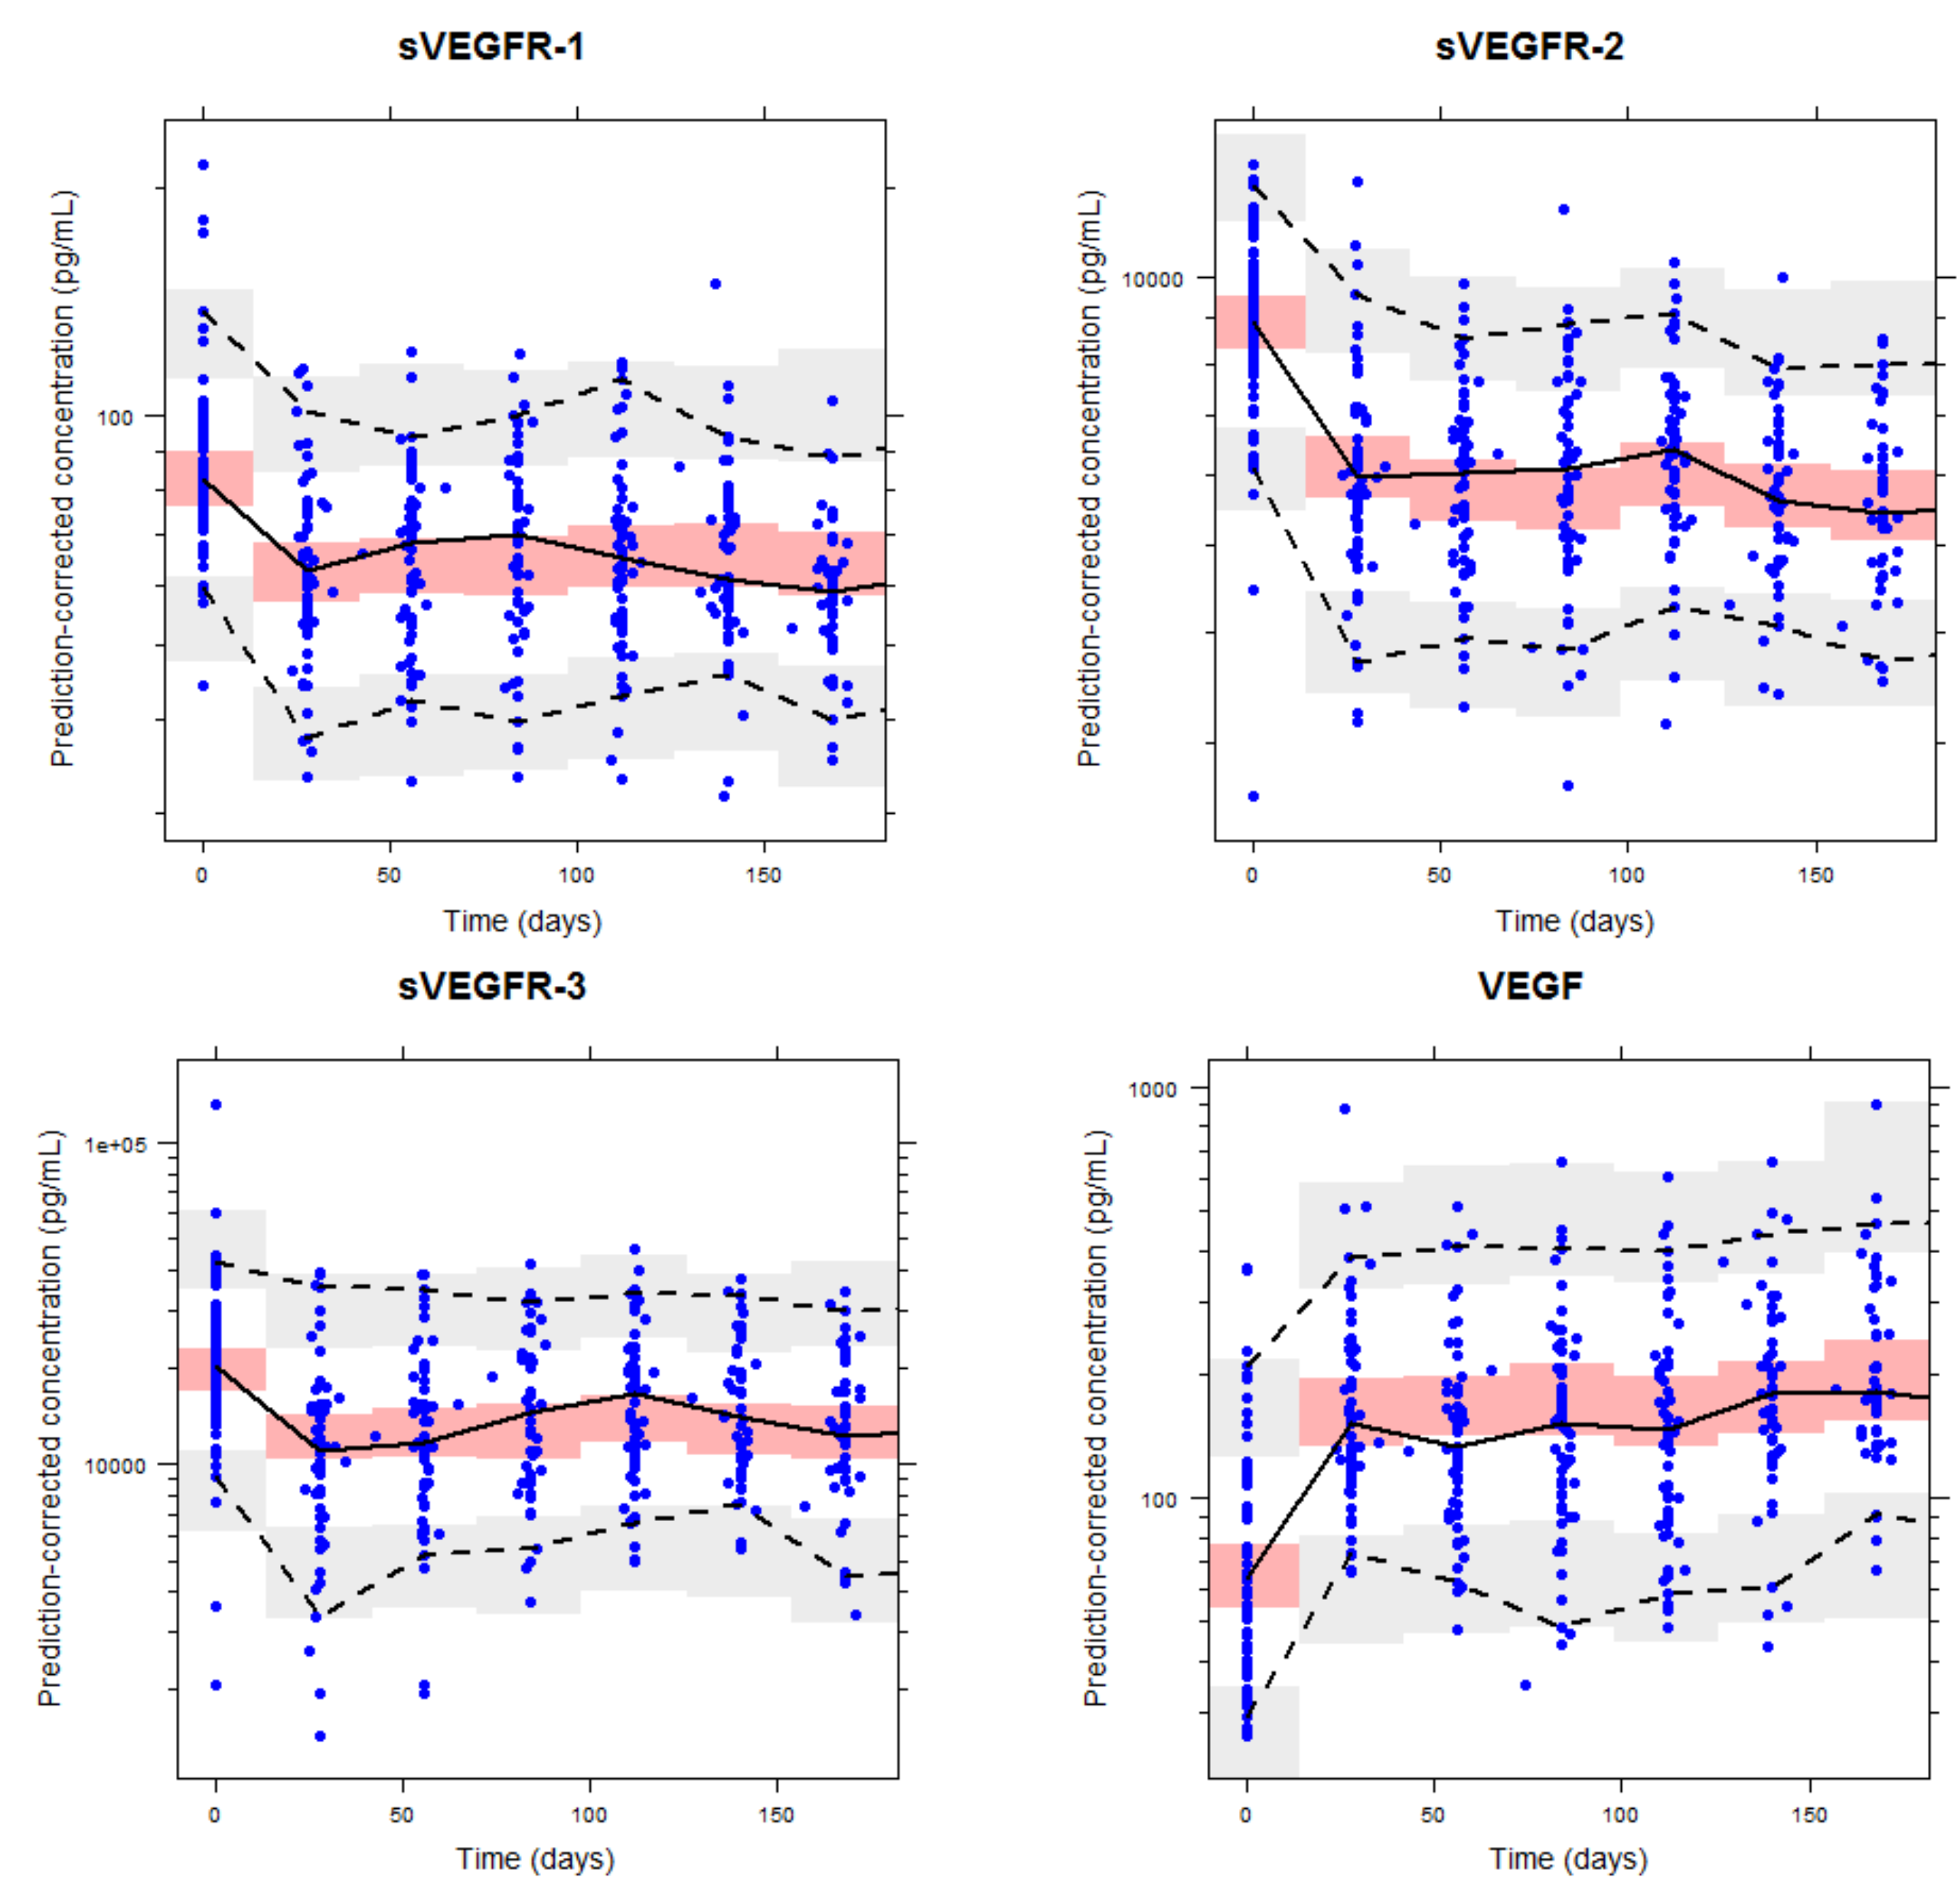 sVEGFR-1
Prediction-corrected concentration (pg/mL)
100
0 50 100 150
Time (days)
sVEGFR-2
Prediction-corrected concentration (pg/mL)
10000
0 50 100 150
Time (days)
sVEGFR-3
Prediction-corrected concentration (pg/mL)
1e+05
10000
0 50 100 150
Time (days)
VEGF
Prediction-corrected concentration (pg/mL)
1000
100
0 50 100 150
Time (days)